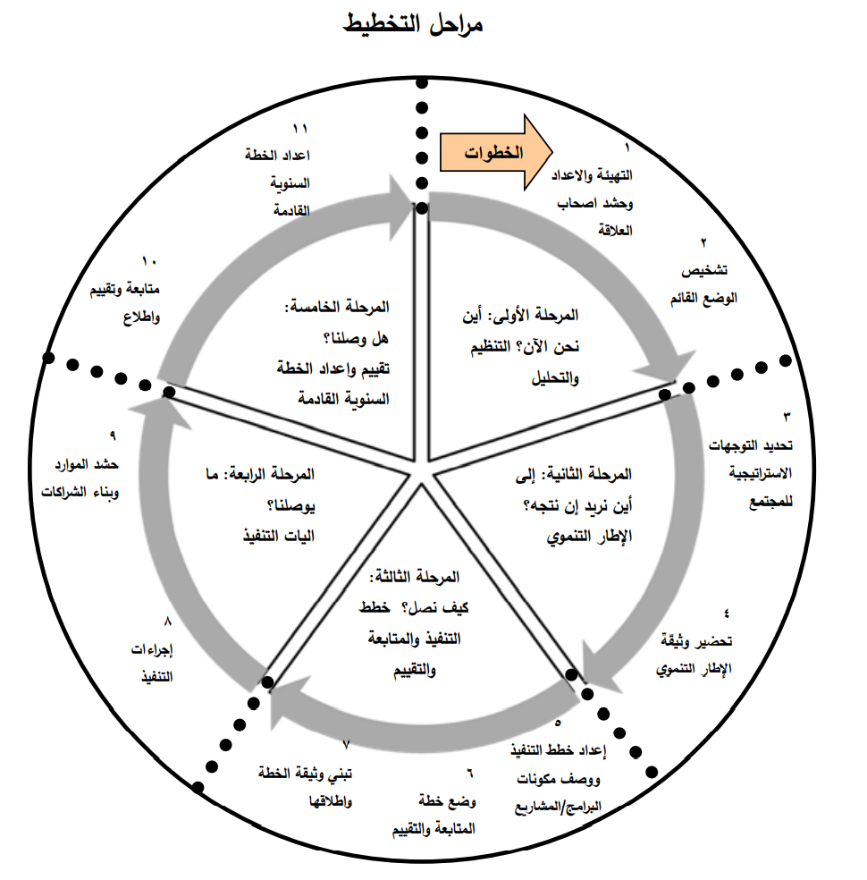 مراحل التخطيط
الخطوات
١
التهيئة والاعداد
وحشد اصحاب
العلاقة
٢
تشخيص
الوضع القائم
المرحلة الأولى: أين
نحن الآن؟ التنظيم
والتحليل
٣
تحديد التوجهات
الاستراتيجية
للمجتمع
٤
تحضير وثيقة
الإطار التنموي
المرحلة الثانية: إلى
أين نريد إن نتجه؟
الإطار التنموي
٥
إعداد خطط التنفيذ
ووصف مكونات
البرامج/المشاريع
٦
وضع خطة
المتابعة والتقييم
٧
تبني وثيقة الخطة
واطلاقها
المرحلة الثالثة:
كيف نصل؟ خطط
التنفيذ والمتابعة
والتقييم
٨
إجراءات
التنفيذ
٩
حشد الموارد
وبناء الشراكات
المرحلة الرابعة: ما
يوصلنا؟
اليات التنفيذ
١٠
متابعة وتقييم
واطلاع
١١
اعداد الخطة
السنوية
القادمة
المرحلة الخامسة:
هل وصلنا؟
تقييم واعداد الخطة
السنوية القادمة